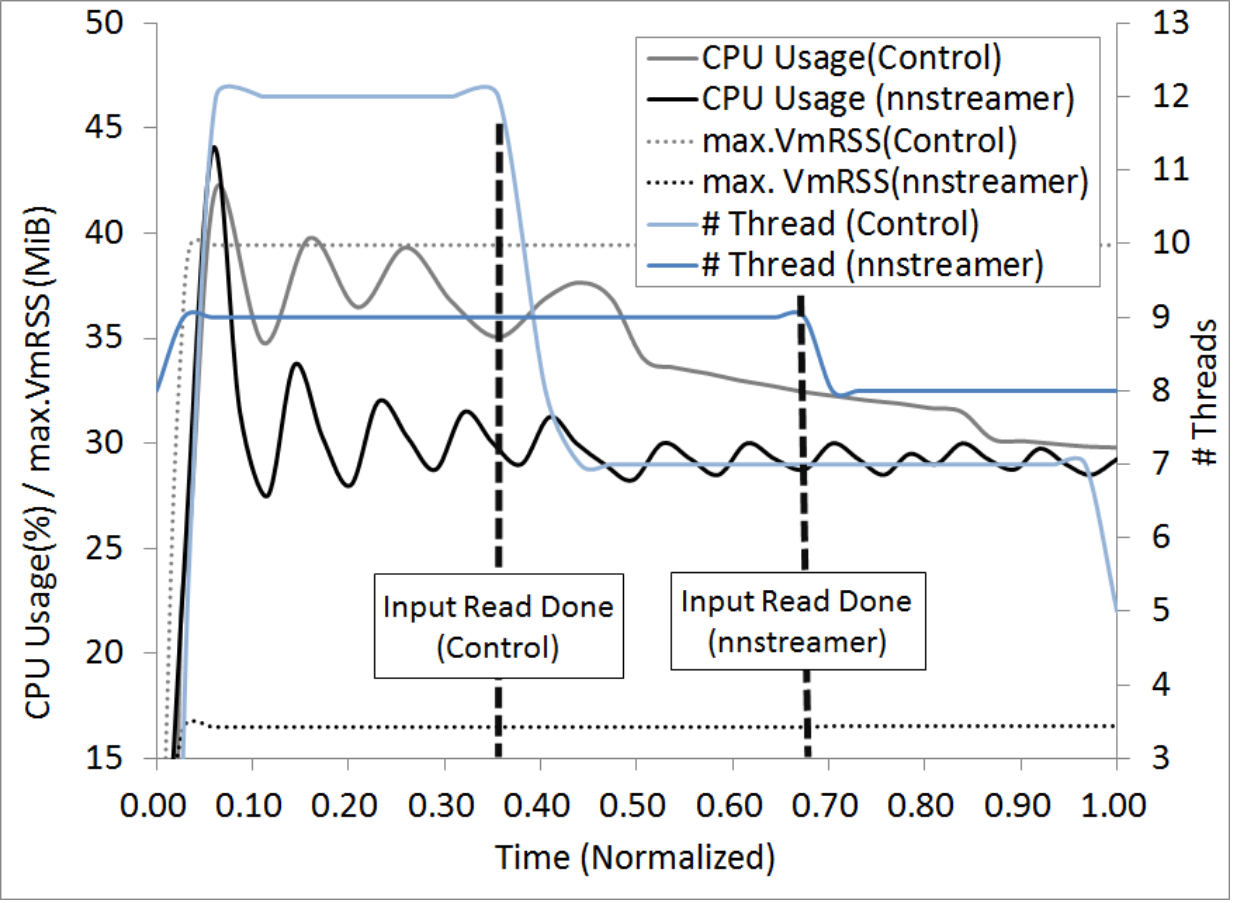 50
45
40
35
30
25
20
15
CPU Usage(%) / max.VmRSS(MiB)
CPU Usage(Control)
CPU Usage (nnstreamer)
max.VmRSS(Control)
max. VmRSS(nnstreamer)
# Thread (Control)
# Thread (nnstreamer)
Input Read Done
(Control)
Input Read Done
(nnstreamer)
13
12
11
10
9
8
7
6
5
4
3
# Threads
0.00 0.10 0.20 0.30 0.40 0.50 0.60 0.70 0.80 0.90 1.00
Time (Normalized)